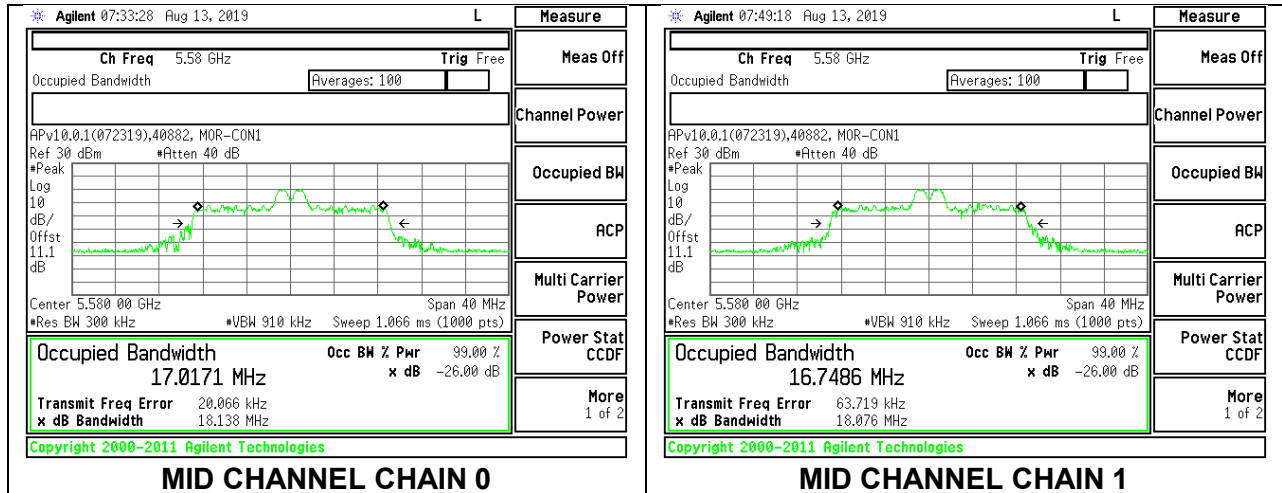 Agilent 07:33:28 Aug 13, 2019 L Measure
Ch Freq 5.58 GHz Trig Free
Occupied Bandwidth Averages: 100
APv10.0.1(072319),40882, MOR-CON1
Ref 30 dBm #Atten 40 dB
#Peak
Log
10
dB/
Offst
11.1
dB
Center 5.580 00 GHz Span 40 MHz
#Res BW 300 kHz #VBW 910 kHz Sweep 1.066 ms (1000 pts)
Occupied Bandwidth Occ BW % Pwr 99.00 %
17.0171 MHz x dB -26.00 dB
Transmit Freq Error 20.066 kHz
x dB Bandwidth 18.138 MHz
Copyright 2000-2011 Agilent Technologies
Meas Off
Channel Power
Occupied BW
ACP
Multi Carrier
Power
Power Stat
CCDF
More
1 of 2
MID CHANNEL CHAIN 0
Agilent 07:49:18 Aug 13, 2019 L Measure
Ch Freq 5.58 GHz Trig Free
Occupied Bandwidth Averages: 100
APv10.0.1(072319),40882, MOR-CON1
Ref 30 dBm #Atten 40 dB
#Peak
Log
10
dB/
Offst
11.1
dB
Center 5.580 00 GHz Span 40 MHz
#Res BW 300 kHz #VBW 910 kHz Sweep 1.066 ms (1000 pts)
Occupied Bandwidth Occ BW % Pwr 99.00 %
16.7486 MHz x dB -26.00 dB
Transmit Freq Error 63.719 kHz
x dB Bandwidth 18.076 MHz
Copyright 2000-2011 Agilent Technologies
Meas Off
Channel Power
Occupied BW
ACP
Multi Carrier
Power
Power Stat
CCDF
More
1 of 2
MID CHANNEL CHAIN 1